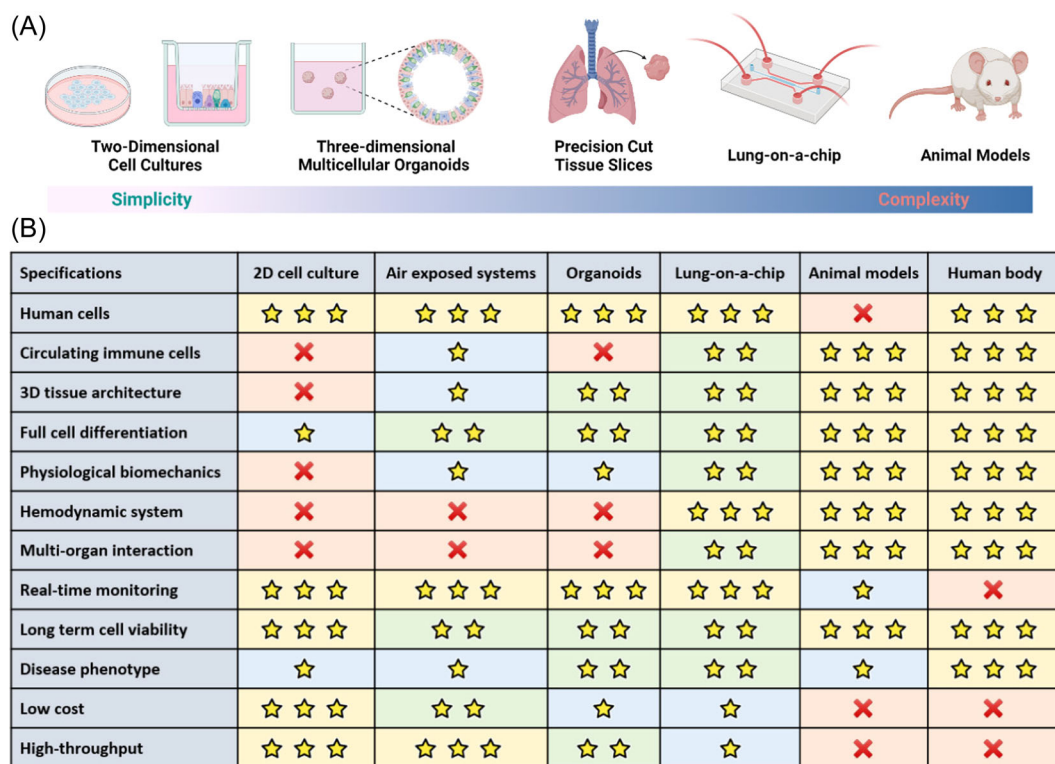 (A)
Two-Dimensional
Cell Cultures
Three-dimensional
Multicellular Organoids
Precision Cut
Tissue Slices
Lung-on-a-chip
Animal Models
Simplicity
Complexity
(B)
Specifications 2D cell culture Air exposed systems Organoids Lung-on-a-chip Animal models Human body
Human cells
Circulating immune cells
3D tissue architecture
Full cell differentiation
Physiological biomechanics
Hemodynamic system
Multi-organ interaction
Real-time monitoring
Long term cell viability
Disease phenotype
Low cost
High-throughput